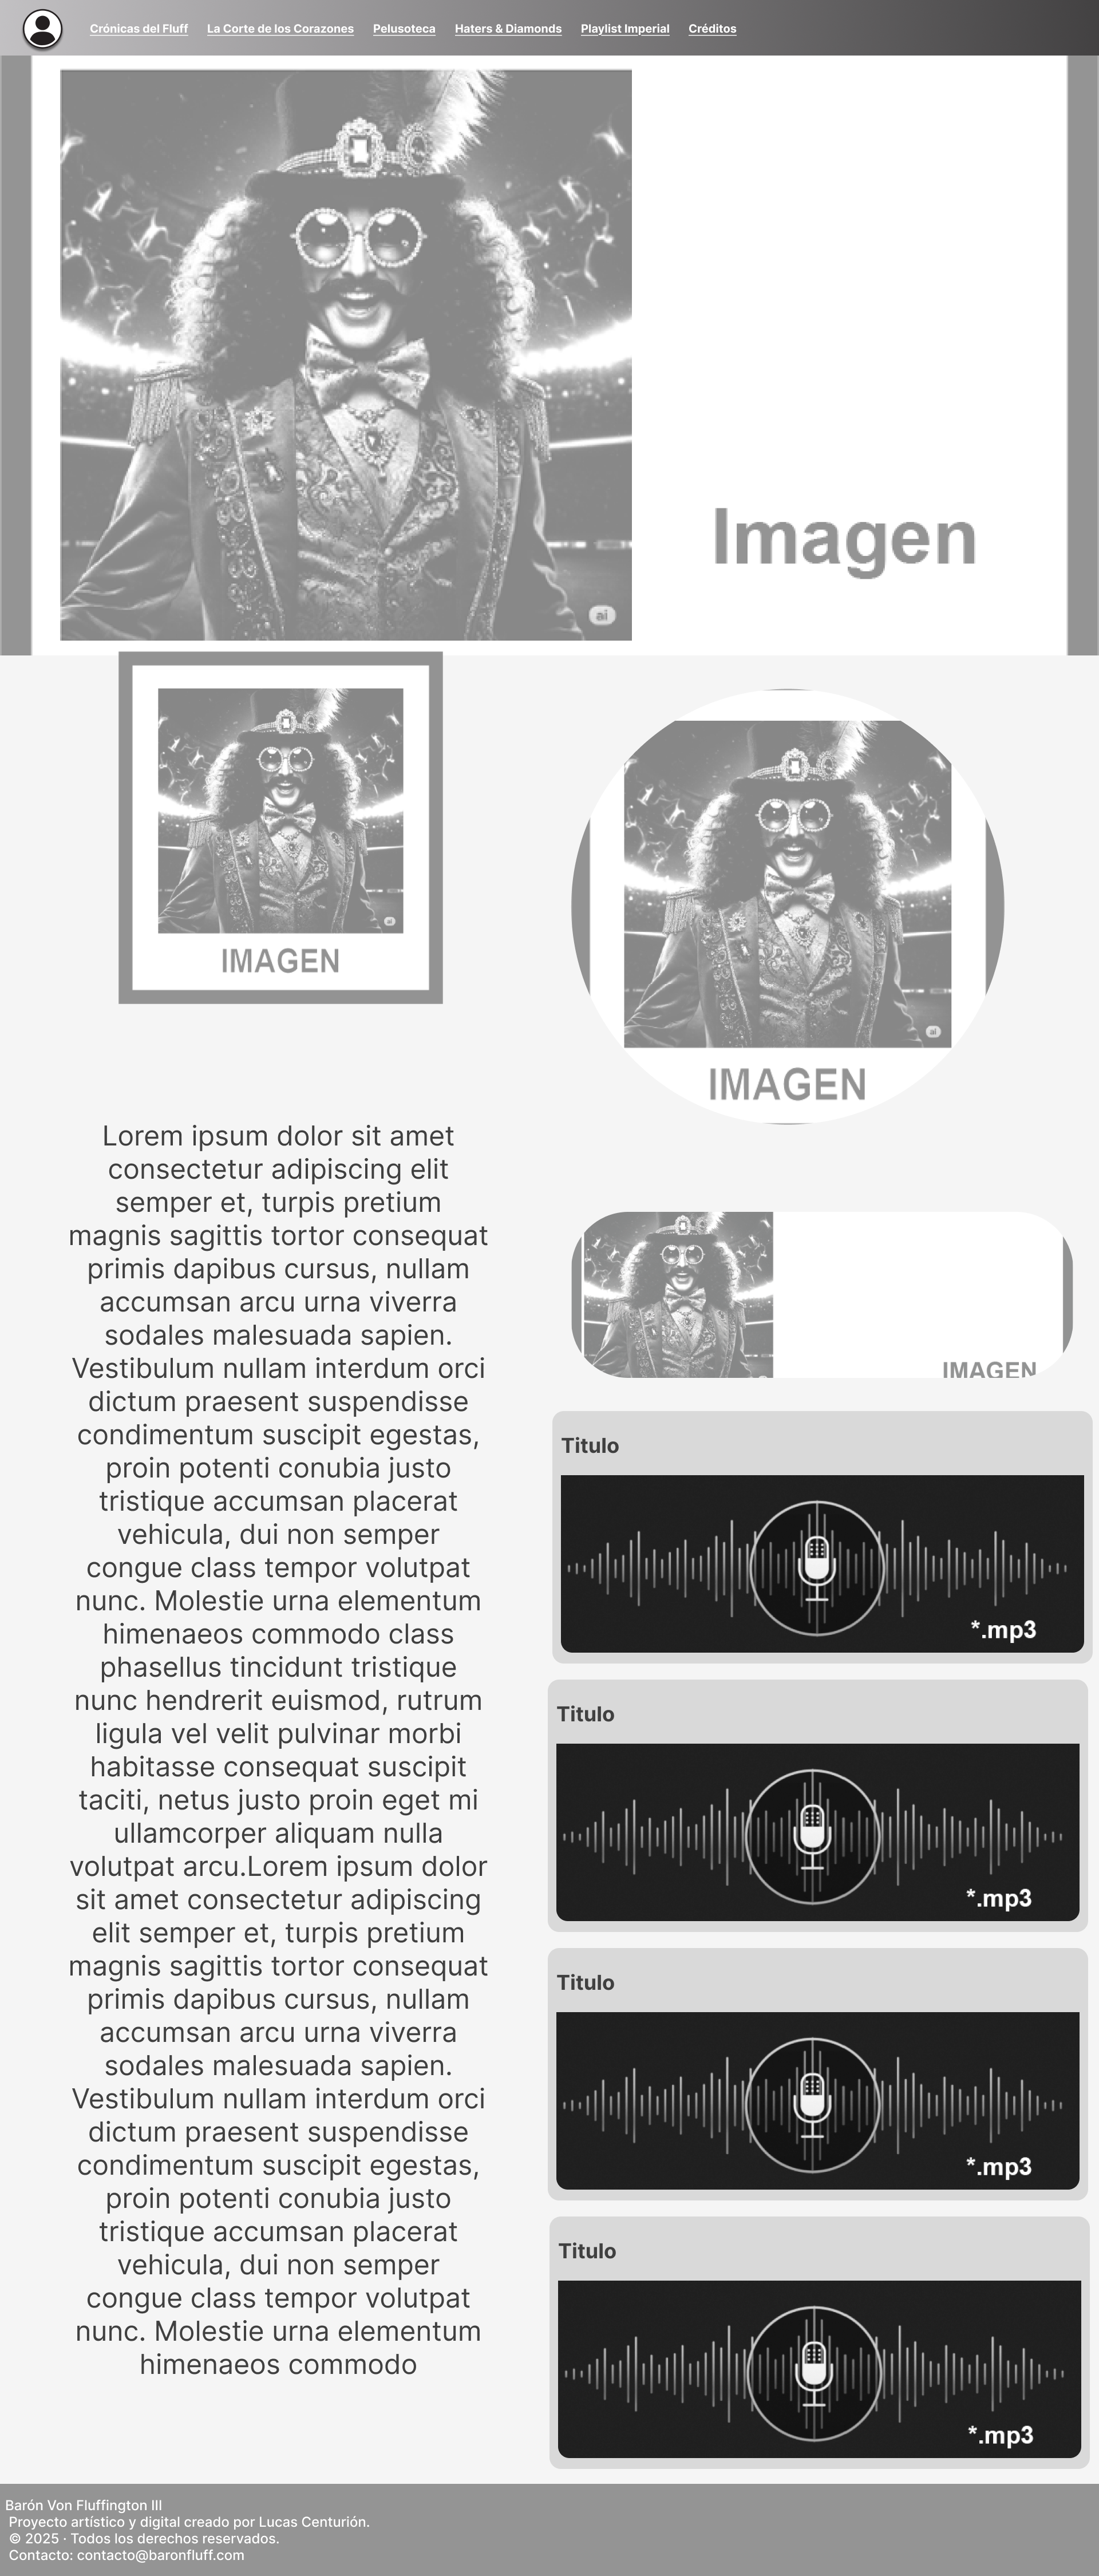 Crónicas del Fluff La Corte de los Corazones Pelusoteca Haters & Diamonds Playlist Imperial Créditos
ai
Imagen
ai
IMAGEN
ai
IMAGEN
Lorem ipsum dolor sit amet
consectetur adipiscing elit
semper et, turpis pretium
magnis sagittis tortor consequat
primis dapibus cursus, nullam
accumsan arcu urna viverra
sodales malesuada sapien.
Vestibulum nullam interdum orci
dictum praesent suspendisse
condimentum suscipit egestas,
proin potenti conubia justo
tristique accumsan placerat
vehicula, dui non semper
congue class tempor volutpat
nunc. Molestie urna elementum
himenaeos commodo class
phasellus tincidunt tristique
nunc hendrerit euismod, rutrum
ligula vel velit pulvinar morbi
habitasse consequat suscipit
taciti, netus justo proin eget mi
ullamcorper aliquam nulla
volutpat arcu.Lorem ipsum dolor
sit amet consectetur adipiscing
elit semper et, turpis pretium
magnis sagittis tortor consequat
primis dapibus cursus, nullam
accumsan arcu urna viverra
sodales malesuada sapien.
Vestibulum nullam interdum orci
dictum praesent suspendisse
condimentum suscipit egestas,
proin potenti conubia justo
tristique accumsan placerat
vehicula, dui non semper
congue class tempor volutpat
nunc. Molestie urna elementum
himenaeos commodo
IMAGEN
Titulo
*.mp3
Titulo
*.mp3
Titulo
*.mp3
Titulo
*.mp3
Barón Von Fluffington III
Proyecto artístico y digital creado por Lucas Centurión.
© 2025 · Todos los derechos reservados.
Contacto: contacto@baronfluff.com